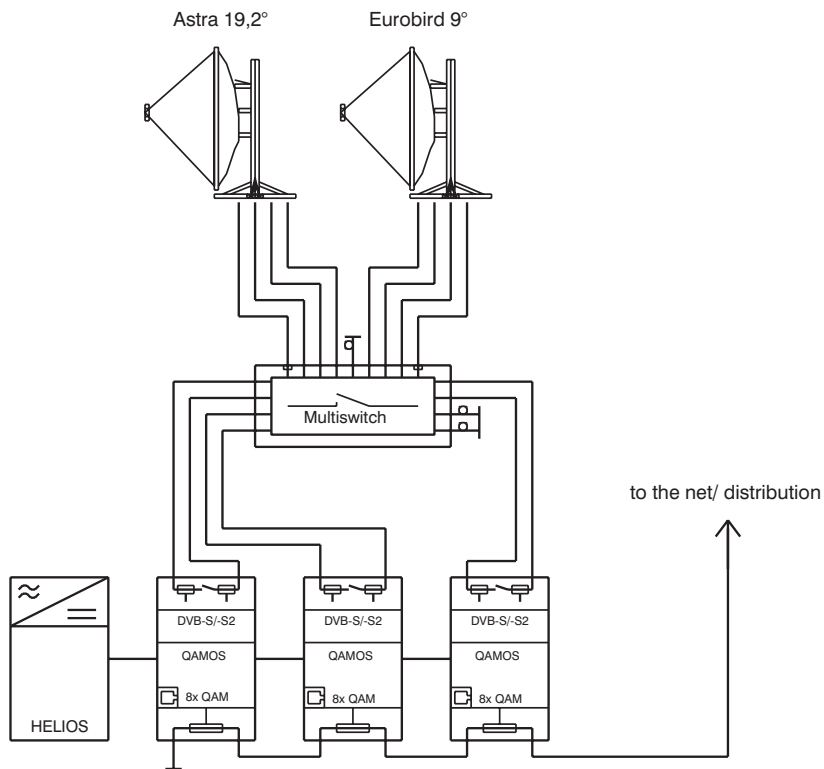 Astra 19,2°
Eurobird 9°
Multiswitch
to the net/ distribution
DVB-S/-S2
DVB-S/-S2
DVB-S/-S2
QAMOS
QAMOS
QAMOS
8x QAM
8x QAM
8x QAM
HELIOS